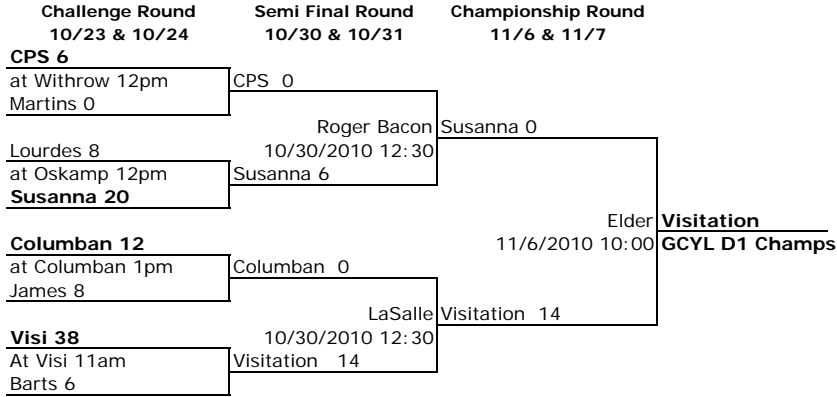 Challenge Round Semi Final Round Championship Round
10/23 & 10/24 10/30 & 10/31 11/6 & 11/7
CPS 6
at Withrow 12pm CPS 0
Martins 0
Roger Bacon Susanna 0
Lourdes 8 10/30/2010 12:30
at Oskamp 12pm Susanna 6
Susanna 20
Elder Visitation
Columban 12 11/6/2010 10:00 GCYL D1 Champs
at Columban 1pm Columban 0
James 8
LaSalle Visitation 14
Visi 38 10/30/2010 12:30
At Visi 11am Visitation 14
Barts 6